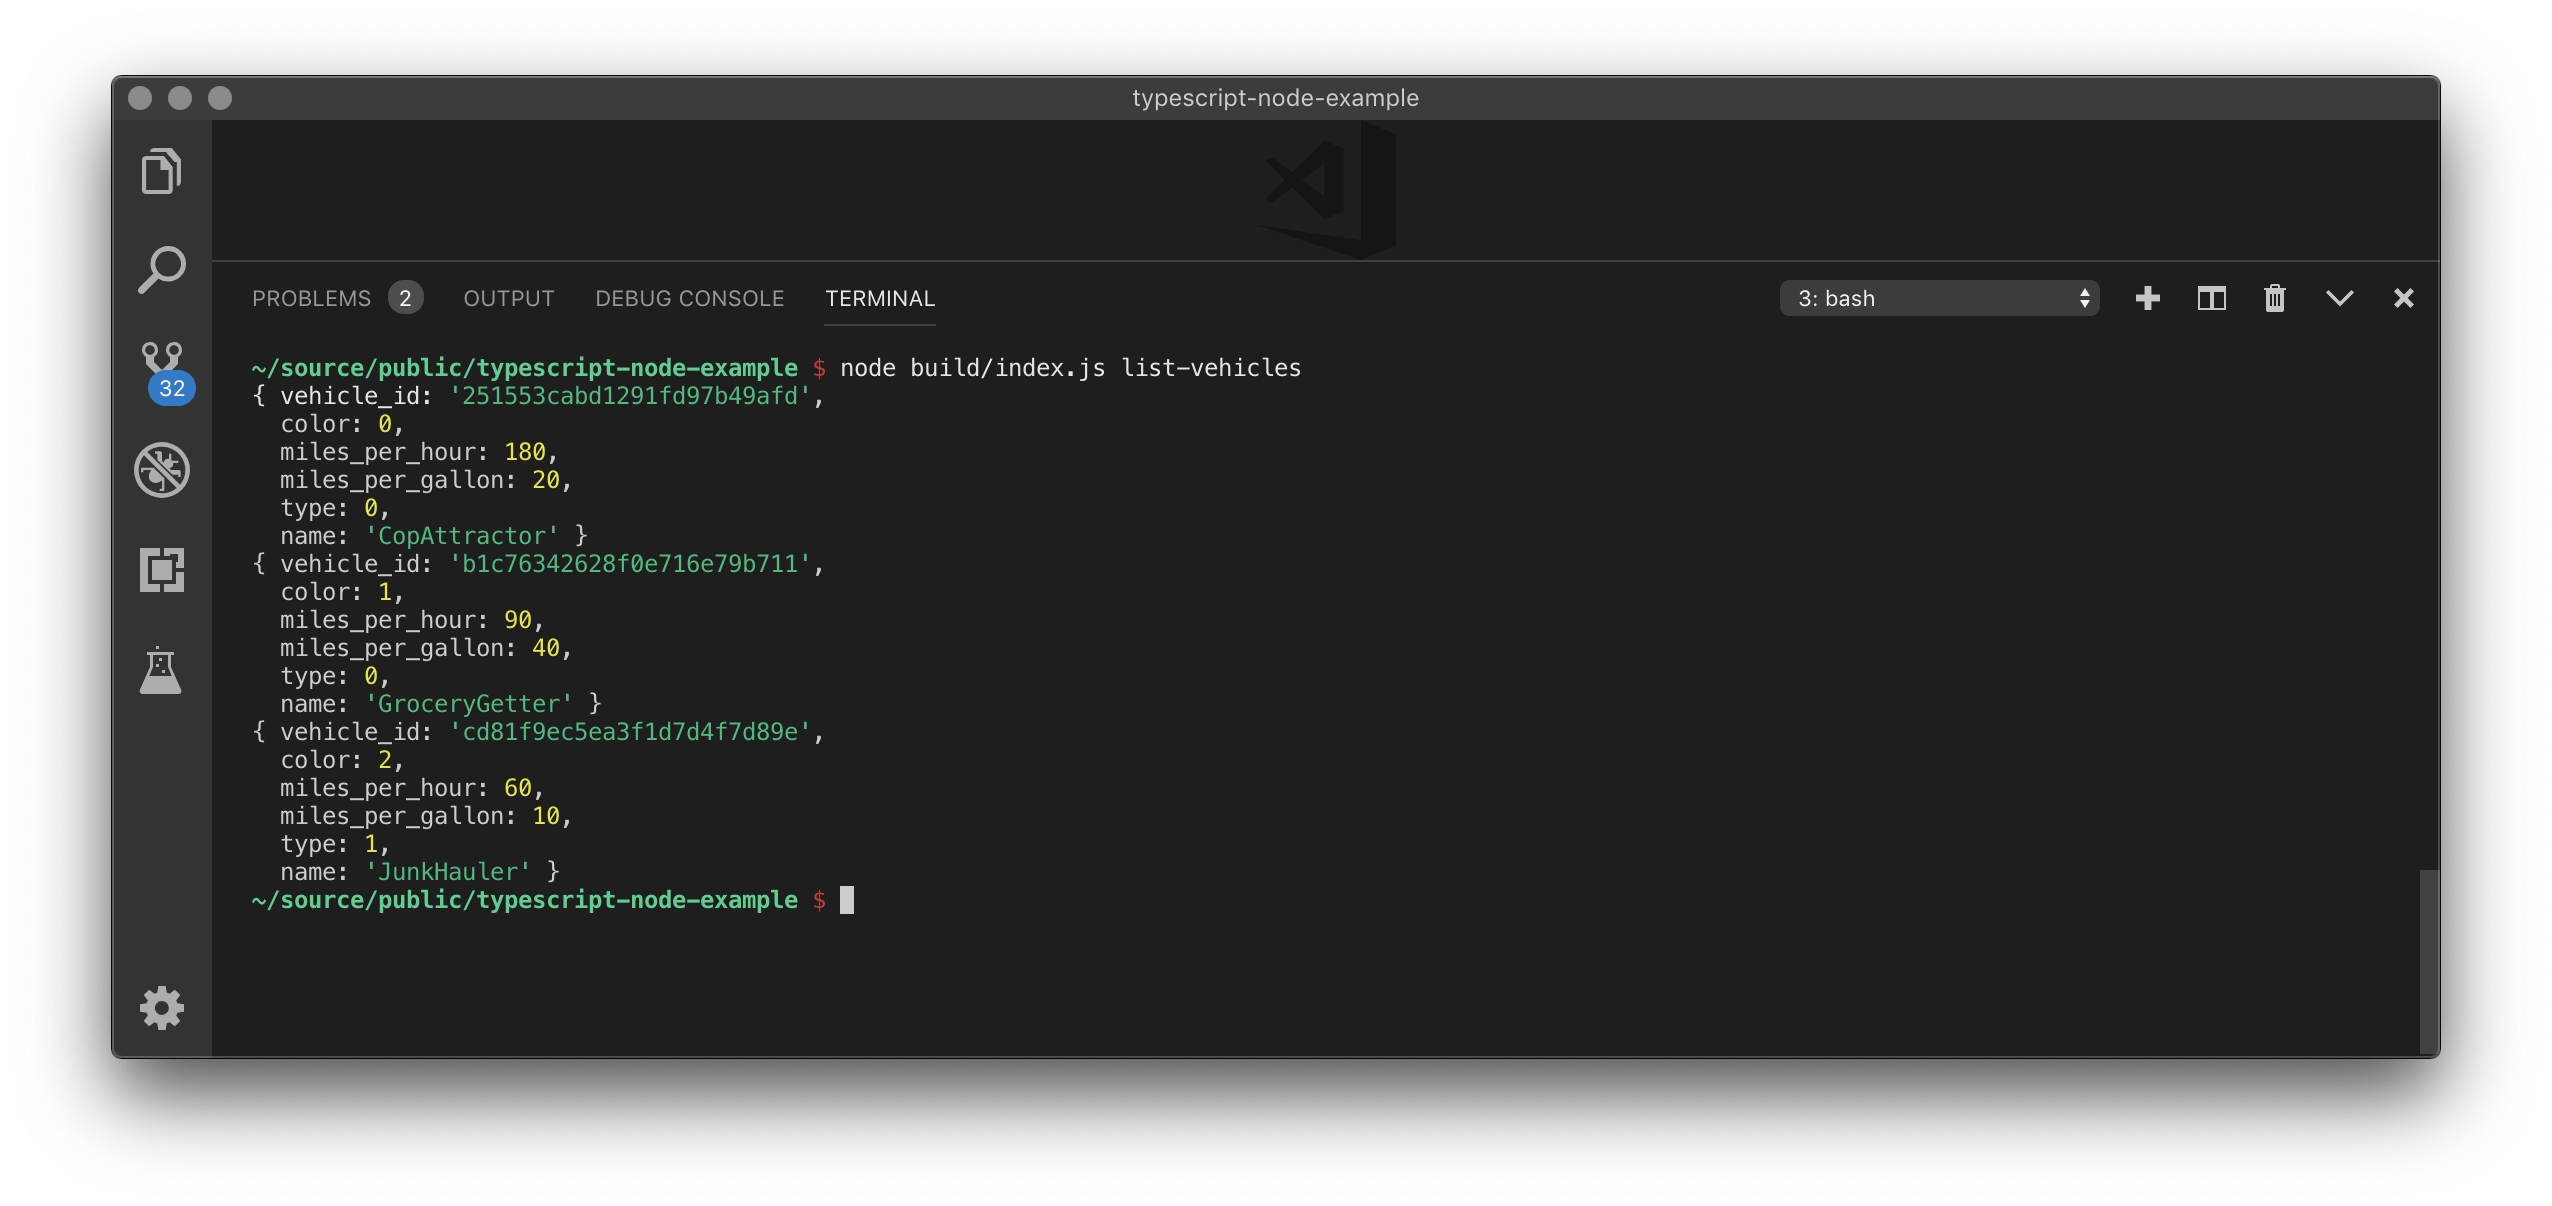 typescript-node-example
PROBLEMS 2 OUTPUT DEBUG CONSOLE TERMINAL 3: bash
32
~/source/public/typescript-node-example $ node build/index.js list-vehicles
{ vehicle_id: '251553cabd1291fd97b49afd',
  color: 0,
  miles_per_hour: 180,
  miles_per_gallon: 20,
  type: 0,
  name: 'CopAttractor' }
{ vehicle_id: 'b1c76342628f0e716e79b711',
  color: 1,
  miles_per_hour: 90,
  miles_per_gallon: 40,
  type: 0,
  name: 'GroceryGetter' }
{ vehicle_id: 'cd81f9ec5ea3f1d7d4f7d89e',
  color: 2,
  miles_per_hour: 60,
  miles_per_gallon: 10,
  type: 1,
  name: 'JunkHauler' }
~/source/public/typescript-node-example $